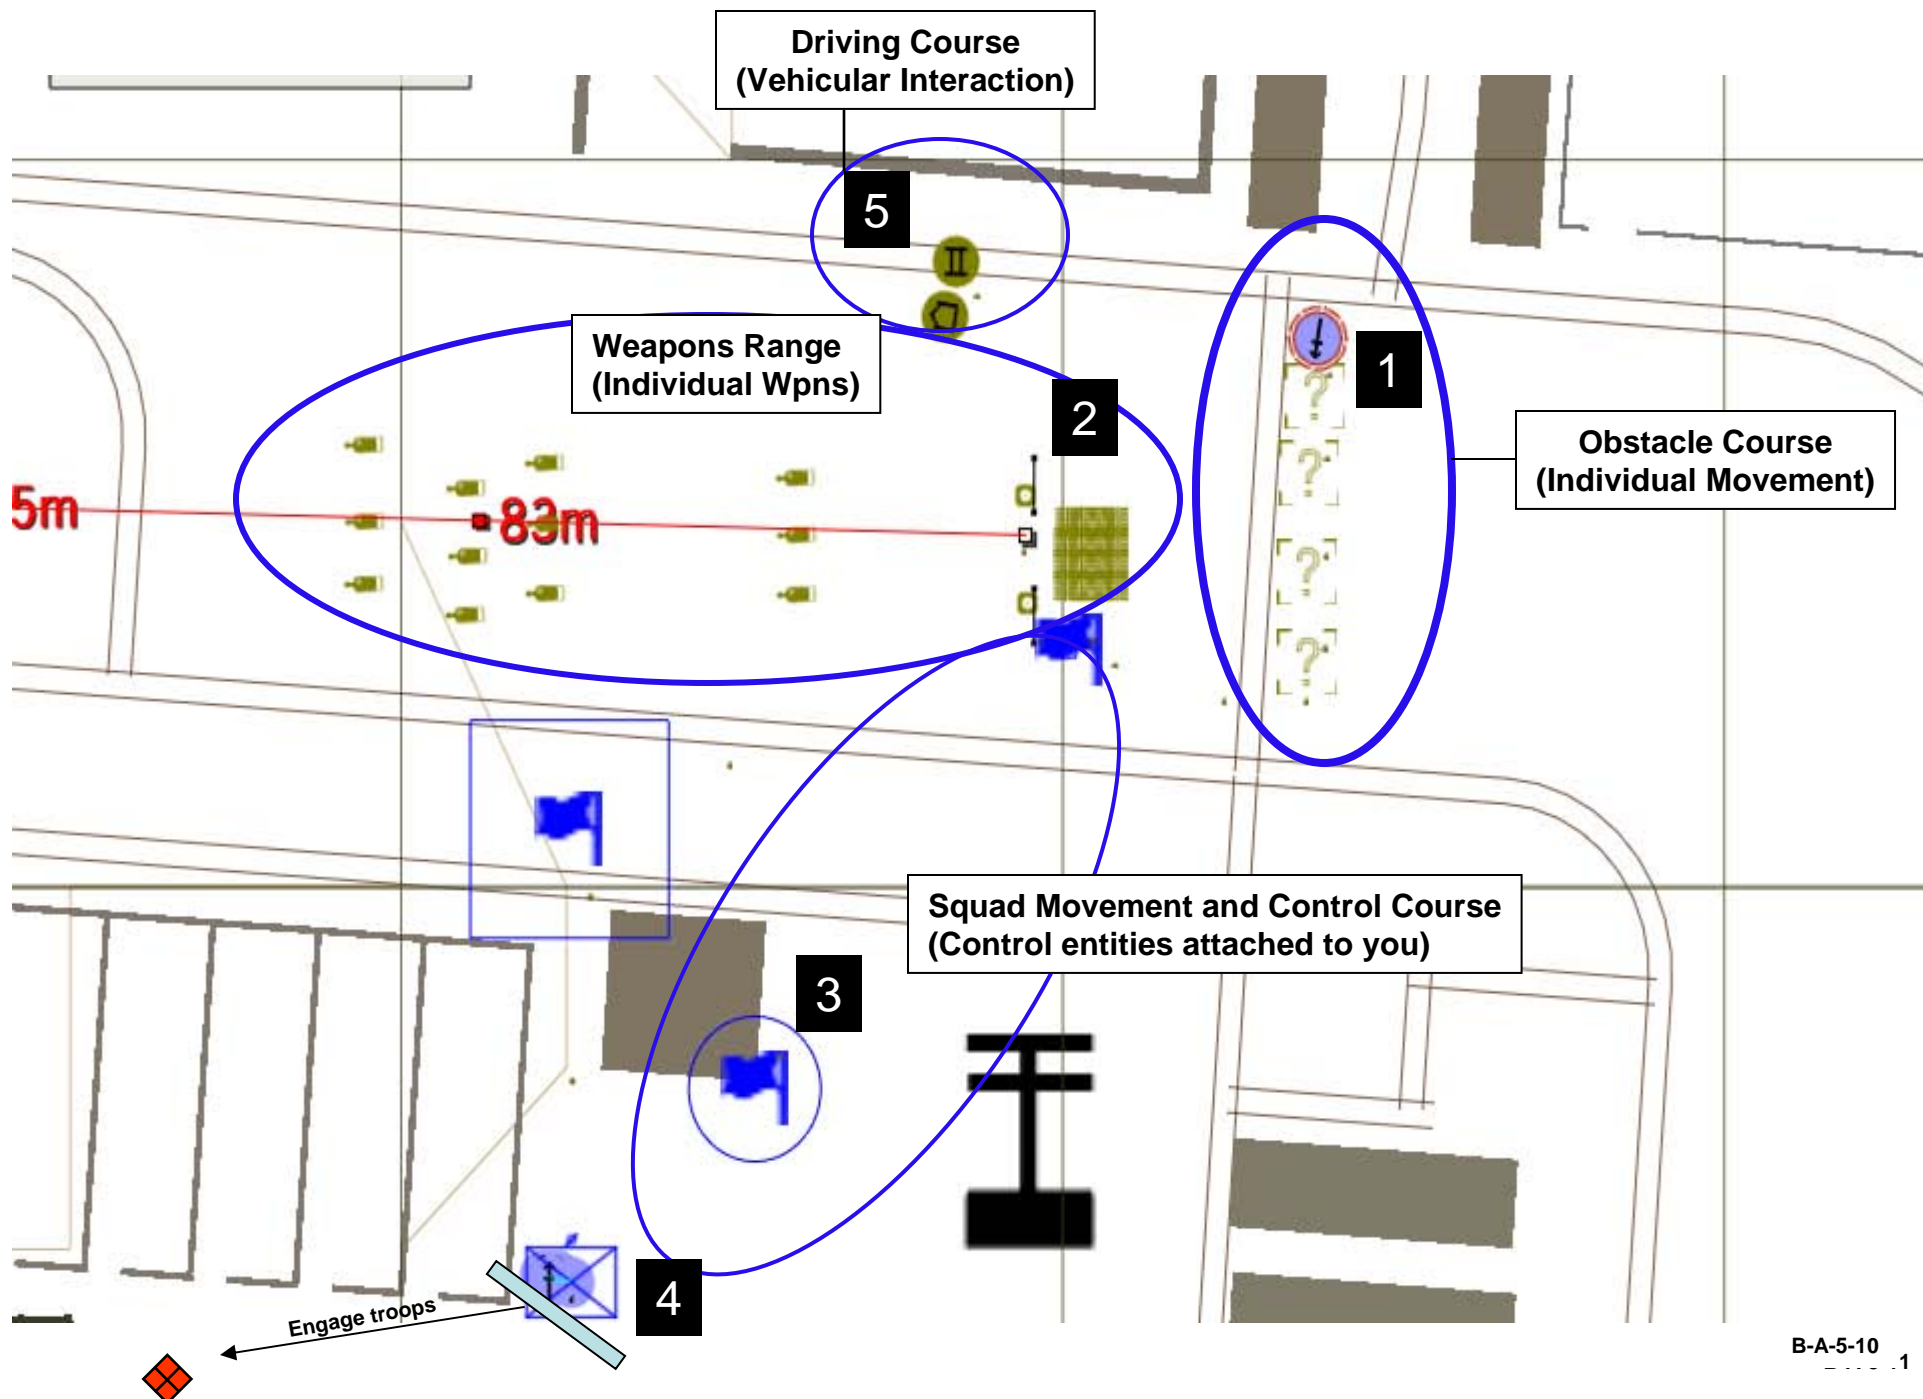 Driving Course
(Vehicular Interaction)
5
Weapons Range
(Individual Wpns)
2
1
Obstacle Course
(Individual Movement)
5m
83m
Squad Movement and Control Course
(Control entities attached to you)
3
4
Engage troops
B-A-5-10
1